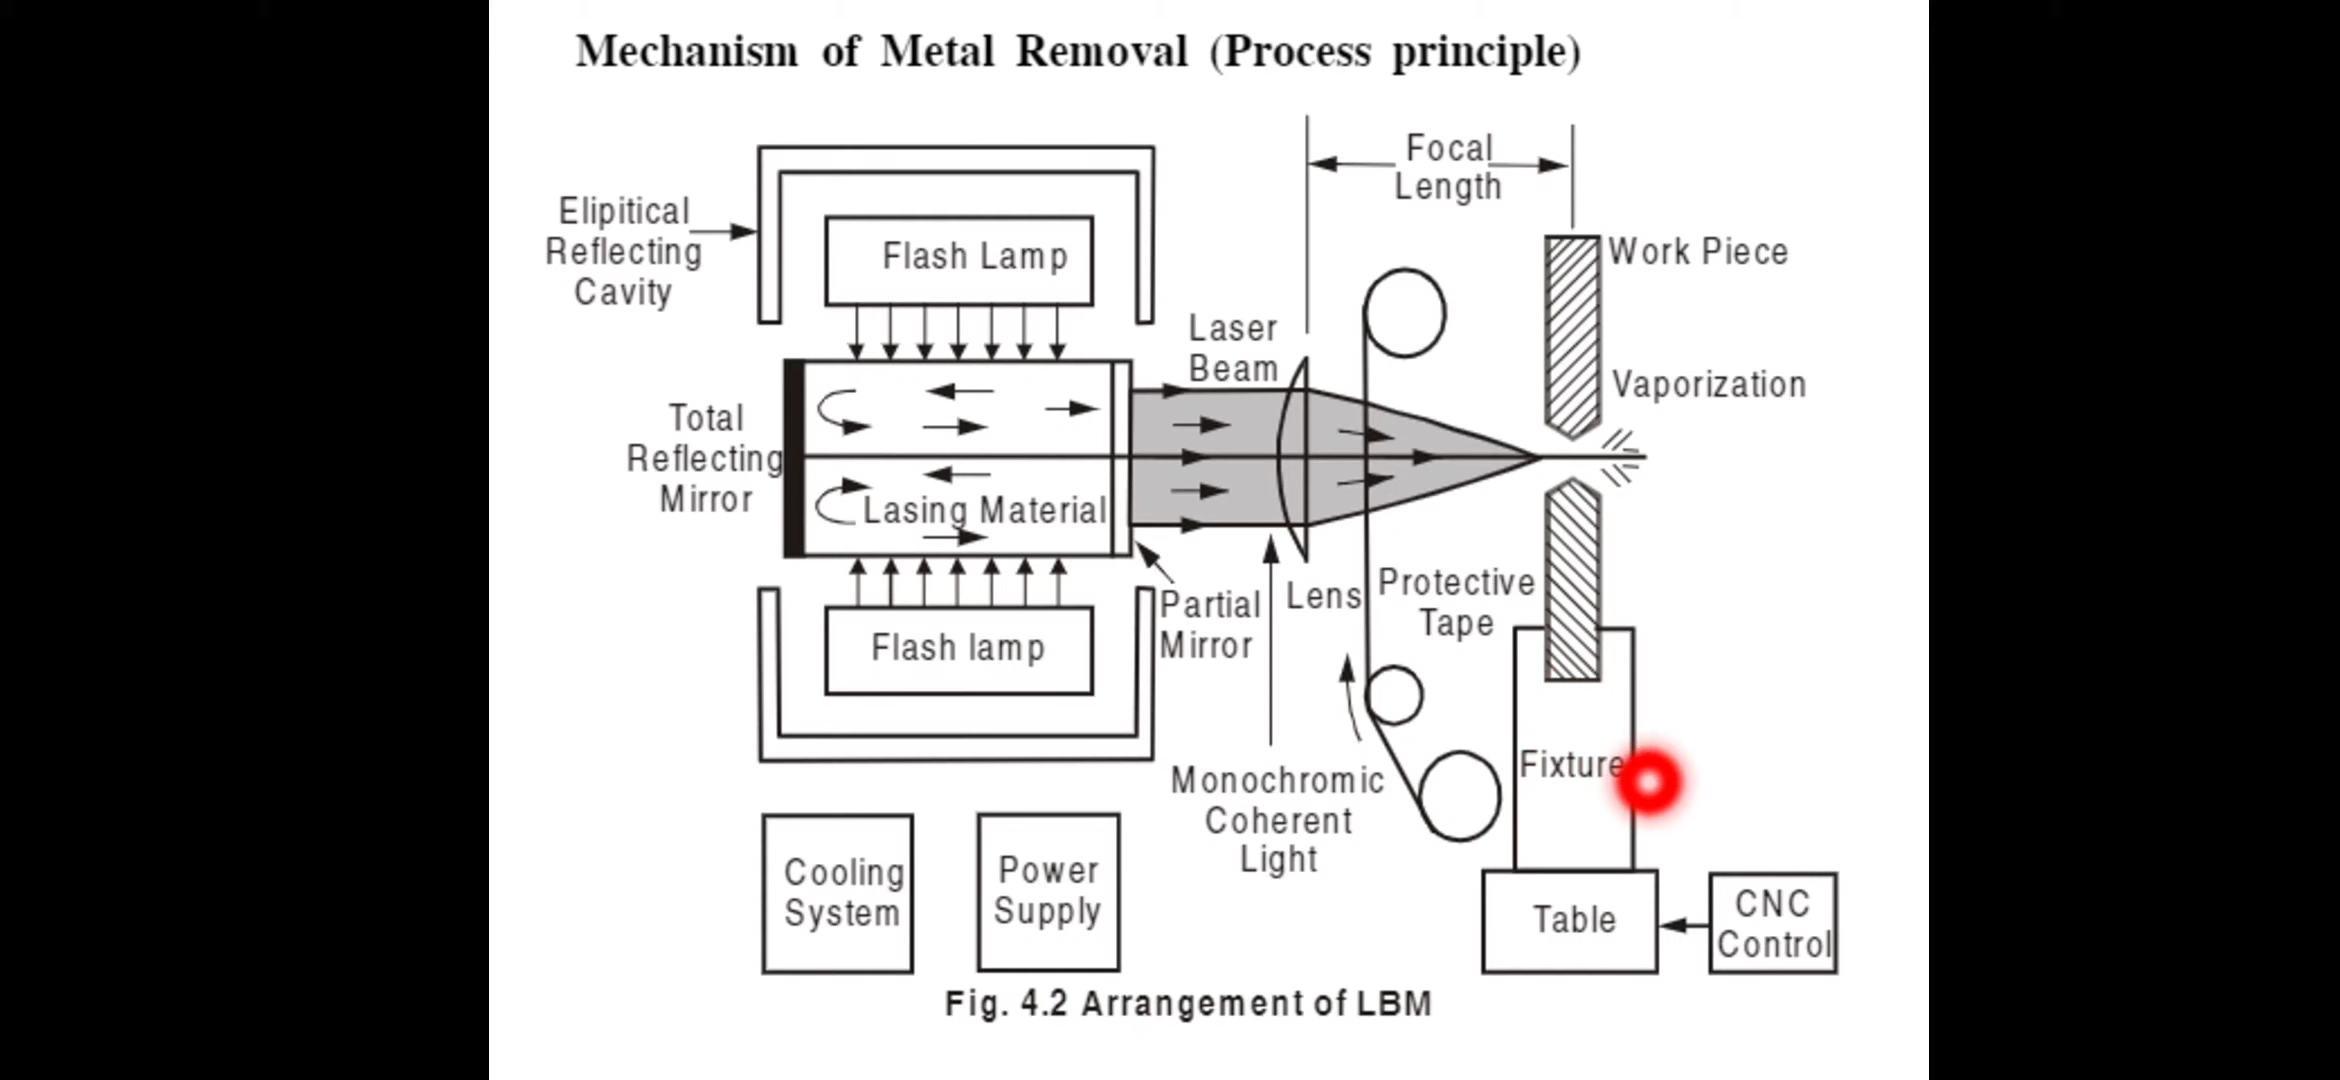 Mechanism of Metal Removal (Process principle)
Focal
Length
Elipitical
Reflecting
Cavity
Flash Lamp
Work Piece
Laser
Beam
Vaporization
Total
Reflecting
Mirror
Lasing Material
Partial
Mirror
Lens
Protective
Tape
Flash lamp
Monochromic
Coherent
Light
Fixture
Cooling
System
Power
Supply
Table
CNC
Control
Fig. 4.2 Arrangement of LBM